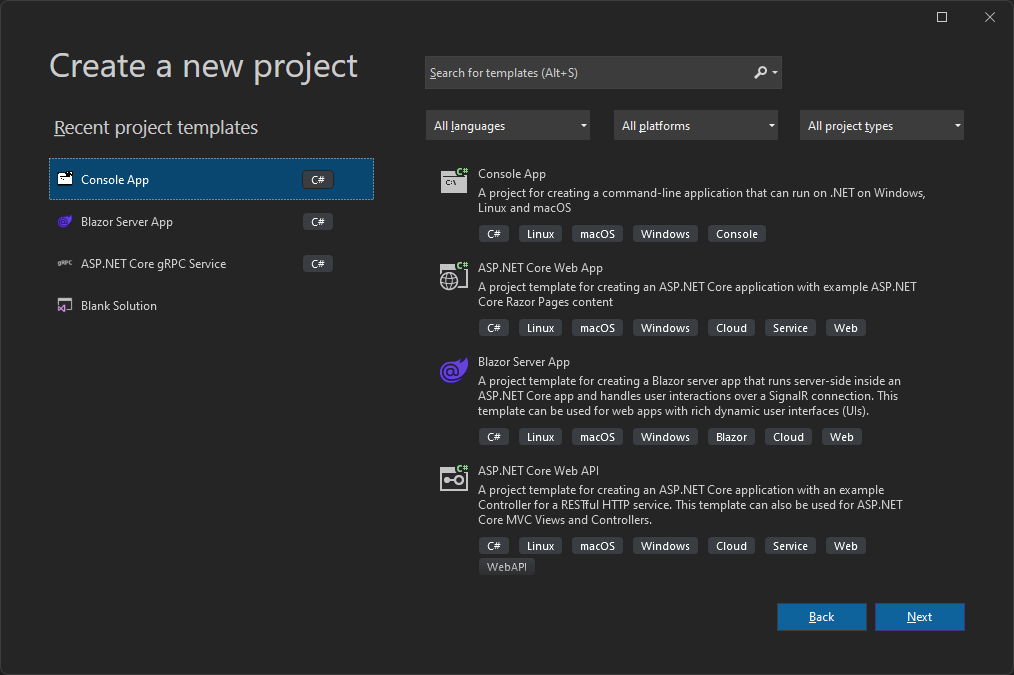 Create a new project
Search for templates (Alt+S)
Recent project templates
All languages
All platforms
All project types
Console App
C#
Blazor Server App
C#
gRPC
ASP.NET Core gRPC Service
C#
Blank Solution
C#
C:\
Console App
A project for creating a command-line application that can run on .NET on Windows,
Linux and macOS
C# Linux macOS Windows Console
C#
ASP.NET Core Web App
A project template for creating an ASP.NET Core application with example ASP.NET
Core Razor Pages content
C# Linux macOS Windows Cloud Service Web
Blazor Server App
A project template for creating a Blazor server app that runs server-side inside an
ASP.NET Core app and handles user interactions over a SignalR connection. This
template can be used for web apps with rich dynamic user interfaces (UIs).
C# Linux macOS Windows Blazor Cloud Web
C#
ASP.NET Core Web API
A project template for creating an ASP.NET Core application with an example
Controller for a RESTful HTTP service. This template can also be used for ASP.NET
Core MVC Views and Controllers.
C# Linux macOS Windows Cloud Service Web
WebAPI
Back
Next